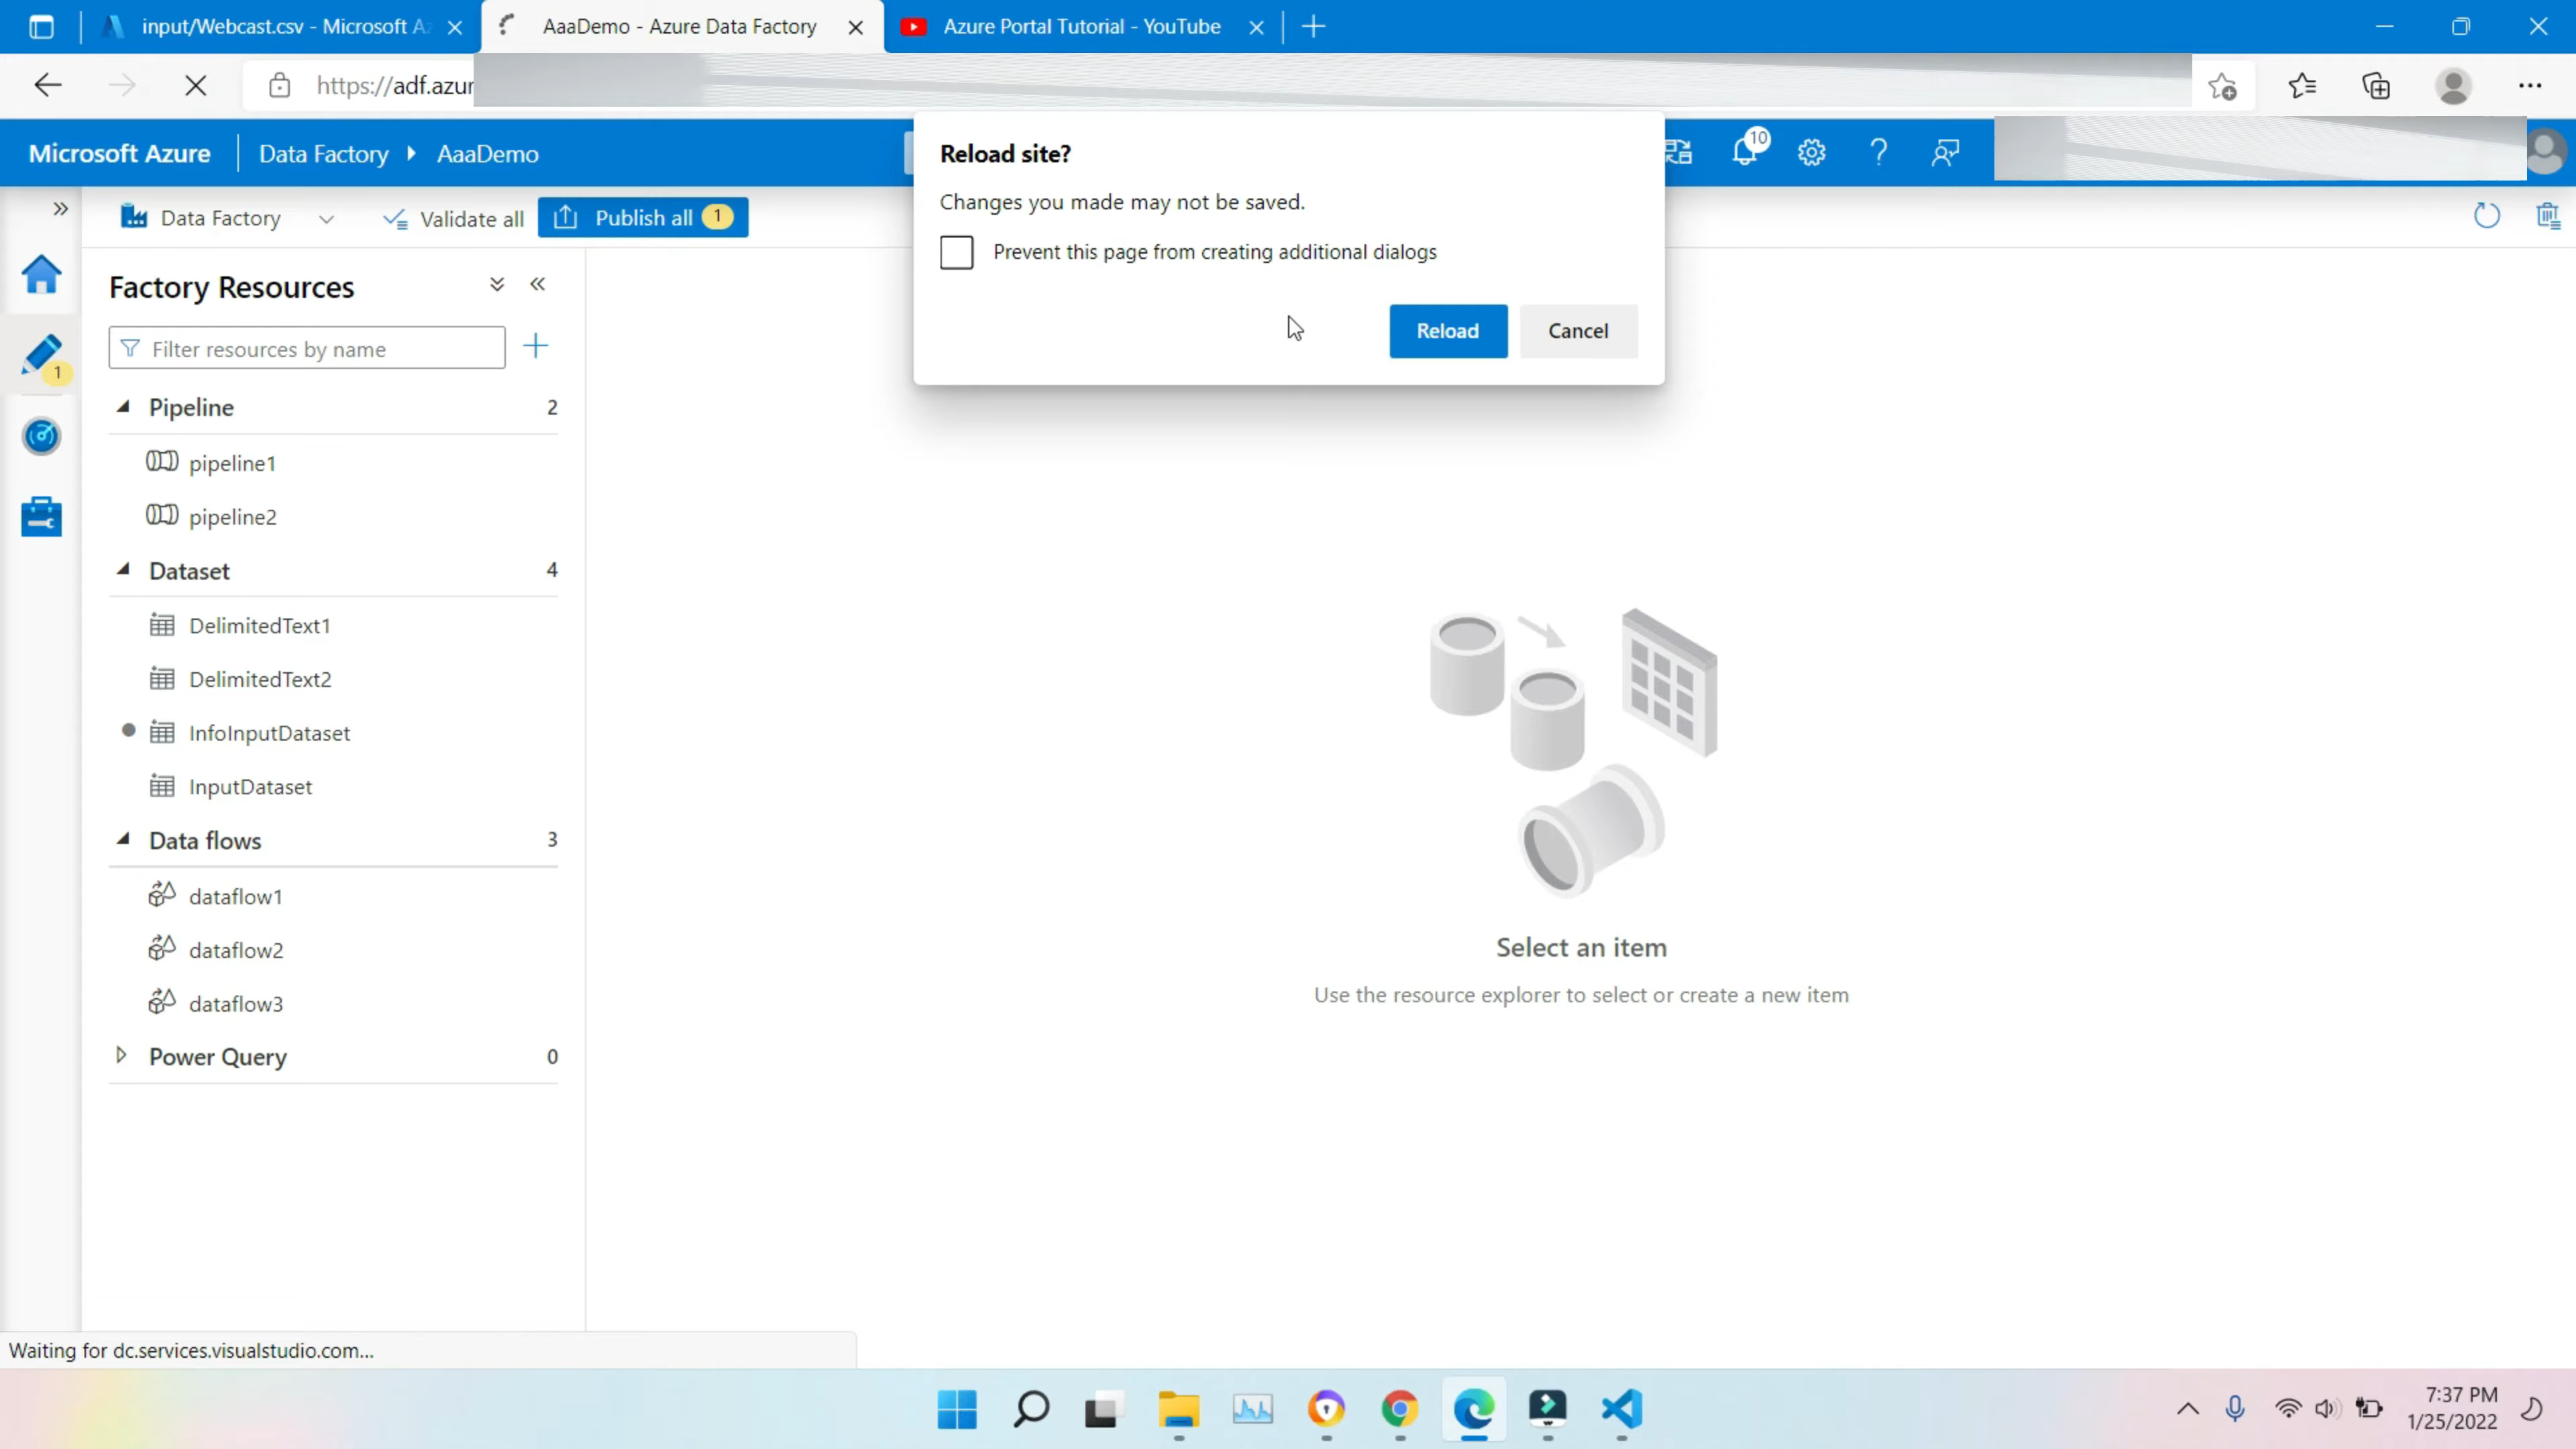 input/Webcast.csv - Microsoft Az
AaaDemo - Azure Data Factory
Azure Portal Tutorial - YouTube
https://adf.azur
Microsoft Azure
Data Factory
AaaDemo
10
Reload site?
Changes you made may not be saved.
Prevent this page from creating additional dialogs
Reload
Cancel
Data Factory
Validate all
Publish all 1
1
Factory Resources
Filter resources by name
Pipeline 2
pipeline1
pipeline2
Dataset 4
DelimitedText1
DelimitedText2
InfoInputDataset
InputDataset
Data flows 3
dataflow1
dataflow2
dataflow3
Power Query 0
Select an item
Use the resource explorer to select or create a new item
Waiting for dc.services.visualstudio.com...
7:37 PM
1/25/2022